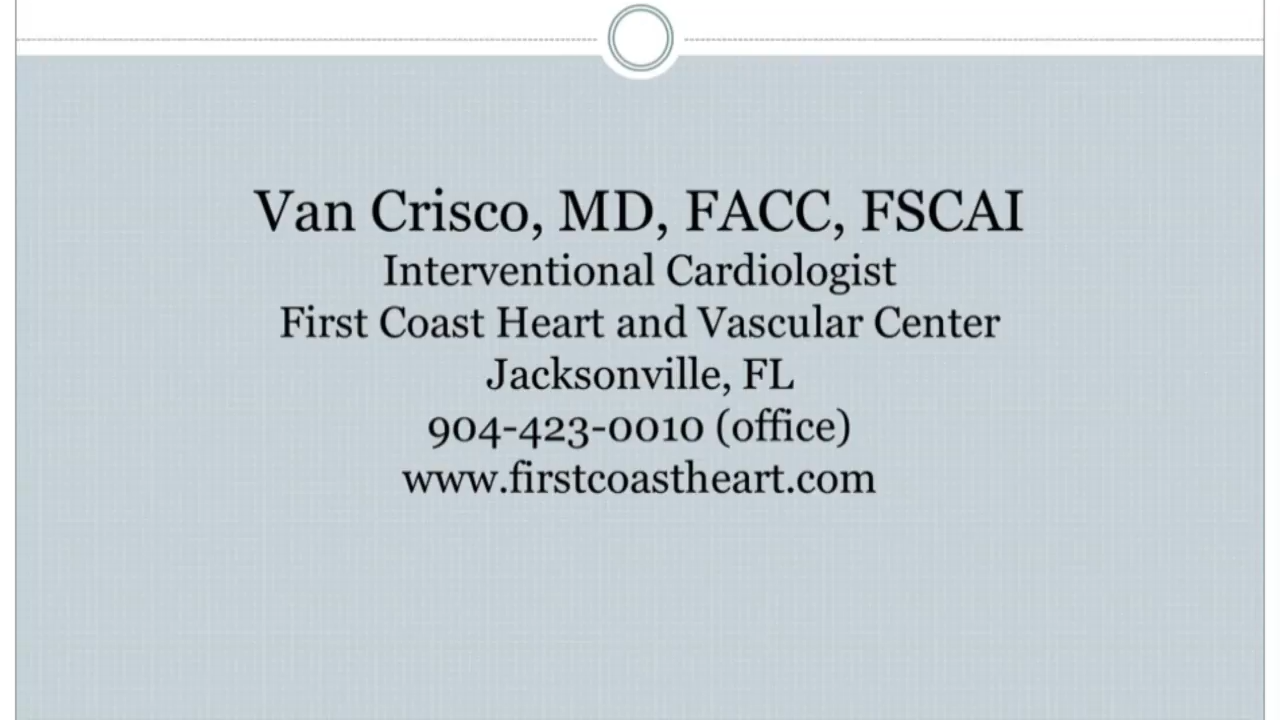 Van Crisco, MD, FACC, FSCAI
Interventional Cardiologist
First Coast Heart and Vascular Center
Jacksonville, FL
904-423-0010 (office)
www.firstcoastheart.com